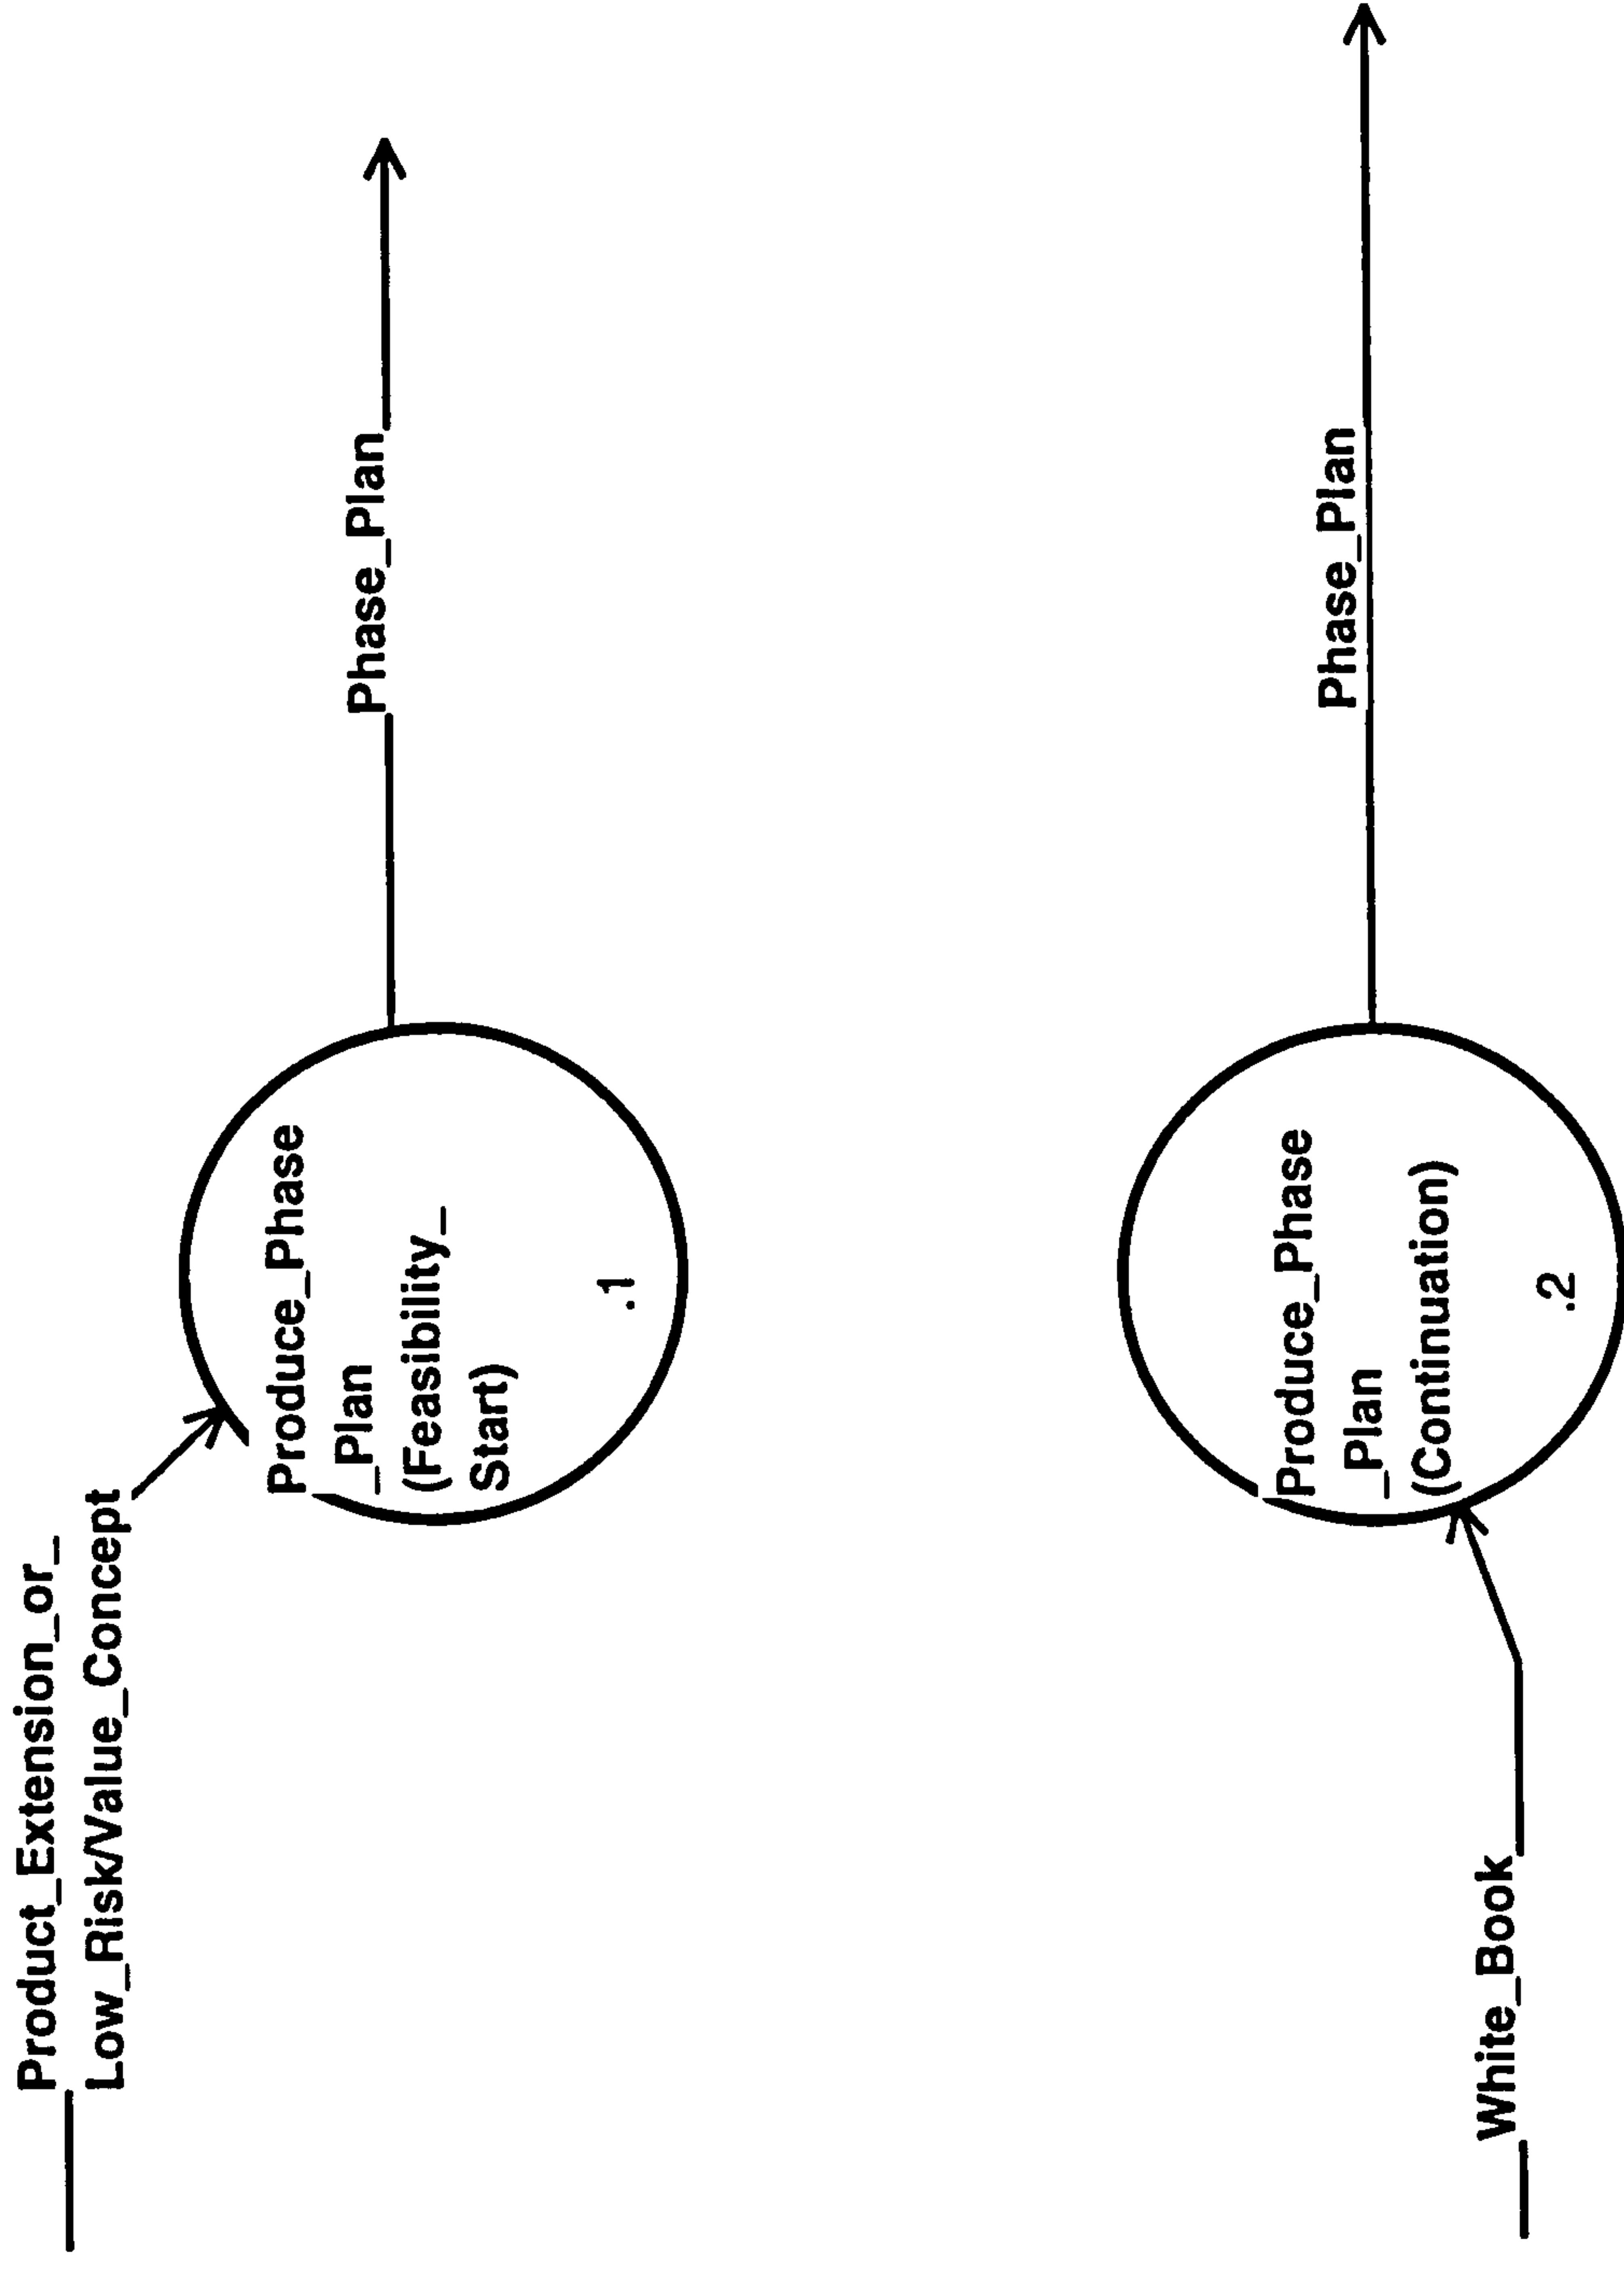 Product_Extension_or_
Low_Risk/Value_Concept
Produce_Phase
_Plan
(Feasibility_
Start)
.1
Phase_Plan
White_Book
Produce_Phase
_Plan
(Continuation)
.2
Phase_Plan